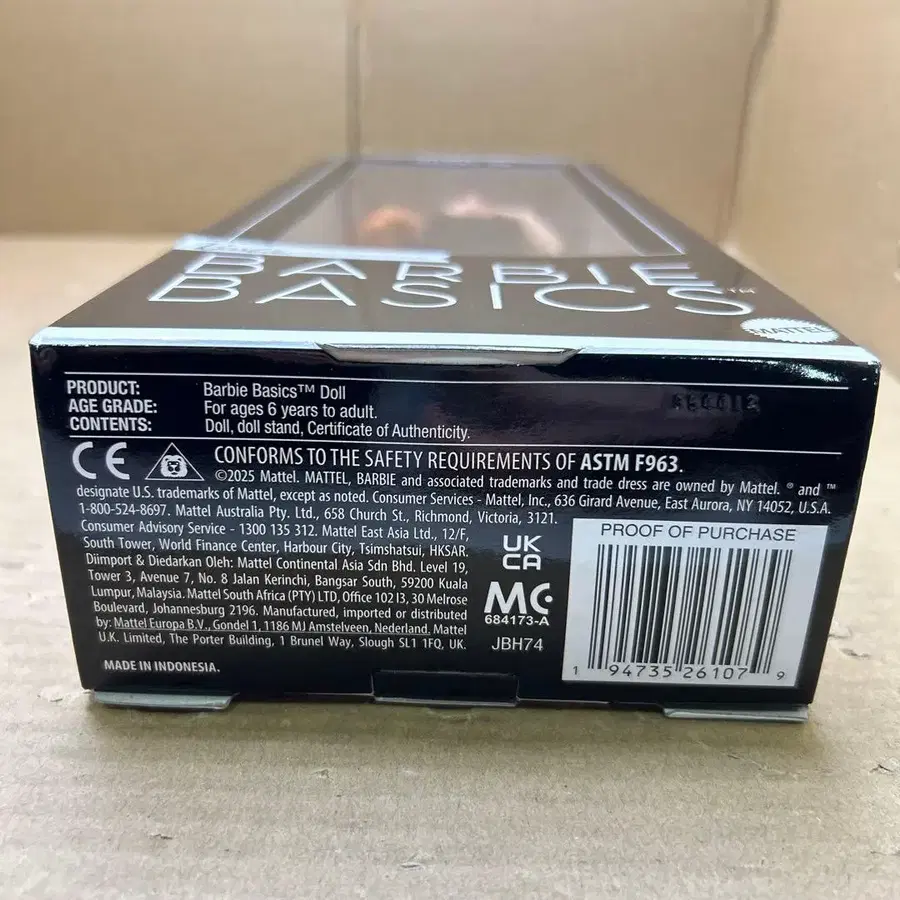 BARBIE
BASICS™
MATTEL
PRODUCT: Barbie Basics™ Doll
AGE GRADE: For ages 6 years to adult.
CONTENTS: Doll, doll stand, Certificate of Authenticity.
CE CONFORMS TO THE SAFETY REQUIREMENTS OF ASTM F963.
©2025 Mattel. MATTEL, BARBIE and associated trademarks and trade dress are owned by Mattel. ® and ™
designate U.S. trademarks of Mattel, except as noted. Consumer Services - Mattel, Inc., 636 Girard Avenue, East Aurora, NY 14052, U.S.A.
1-800-524-8697. Mattel Australia Pty. Ltd., 658 Church St., Richmond, Victoria, 3121.
Consumer Advisory Service - 1300 135 312. Mattel East Asia Ltd., 12/F,
South Tower, World Finance Center, Harbour City, Tsimshatsui, HKSAR.
Diimport & Diedarkan Oleh: Mattel Continental Asia Sdn Bhd. Level 19,
Tower 3, Avenue 7, No. 8 Jalan Kerinchi, Bangsar South, 59200 Kuala
Lumpur, Malaysia. Mattel South Africa (PTY) LTD, Office 102 I3, 30 Melrose
Boulevard, Johannesburg 2196. Manufactured, imported or distributed
by: Mattel Europa B.V., Gondel 1, 1186 MJ Amstelveen, Nederland. Mattel
U.K. Limited, The Porter Building, 1 Brunel Way, Slough SL1 1FQ, UK.
MADE IN INDONESIA.
UK
CA
MC
684173-A
JBH74
PROOF OF PURCHASE
1 94735 26107 9